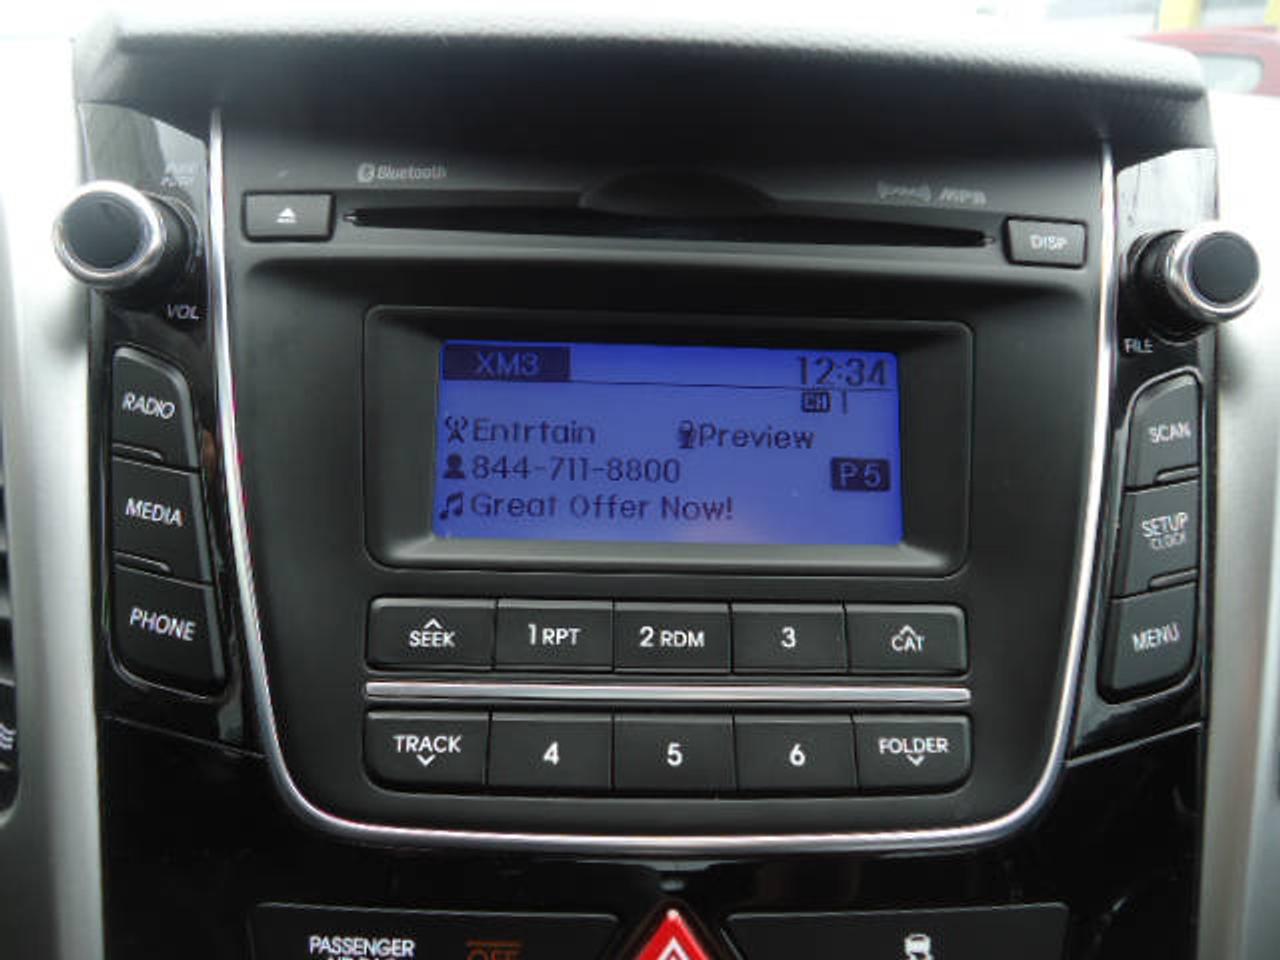 Bluetooth
MP3
DISP
VOL
FILE
XM3
12:34
CH 1
Entrtain
Preview
844-711-8800
P5
Great Offer Now!
RADIO
MEDIA
PHONE
SCAN
SETUP
CLOCK
MENU
SEEK
1 RPT
2 RDM
3
CAT
TRACK
4
5
6
FOLDER
PASSENGER
OFF